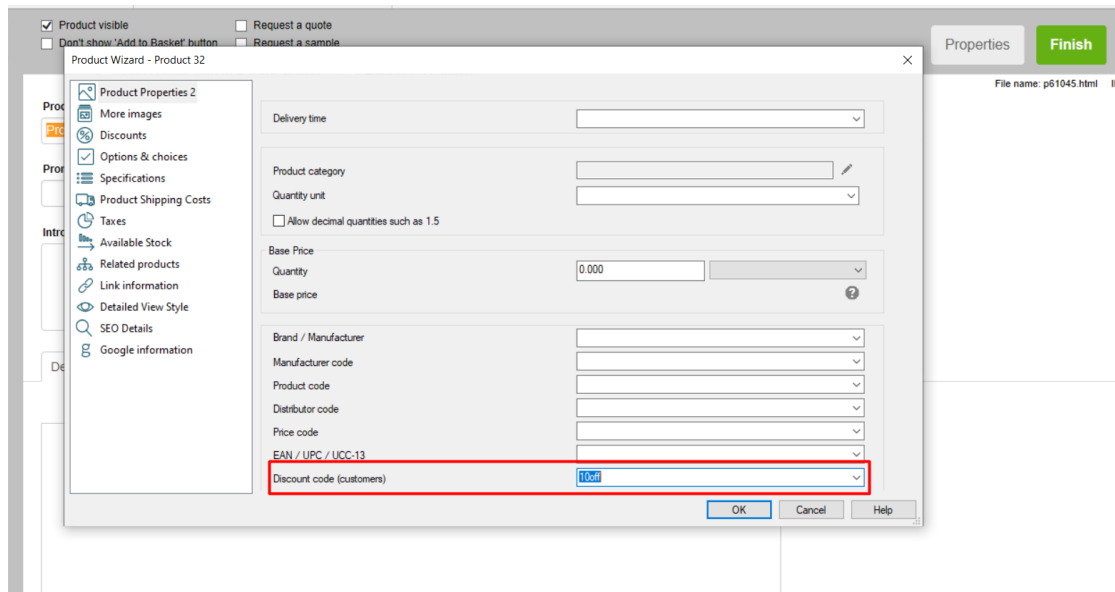 Product visible
Request a quote
Don't show 'Add to Basket' button
Request a sample
Properties
Finish
Product Wizard - Product 32
File name: p61045.html
Product Properties 2
More images
Discounts
Options & choices
Specifications
Product Shipping Costs
Taxes
Available Stock
Related products
Link information
Detailed View Style
SEO Details
Google information
Delivery time
Product category
Quantity unit
Allow decimal quantities such as 1.5
Base Price
Quantity
0.000
Base price
Brand / Manufacturer
Manufacturer code
Product code
Distributor code
Price code
EAN / UPC / UCC-13
Discount code (customers)
10off
OK
Cancel
Help